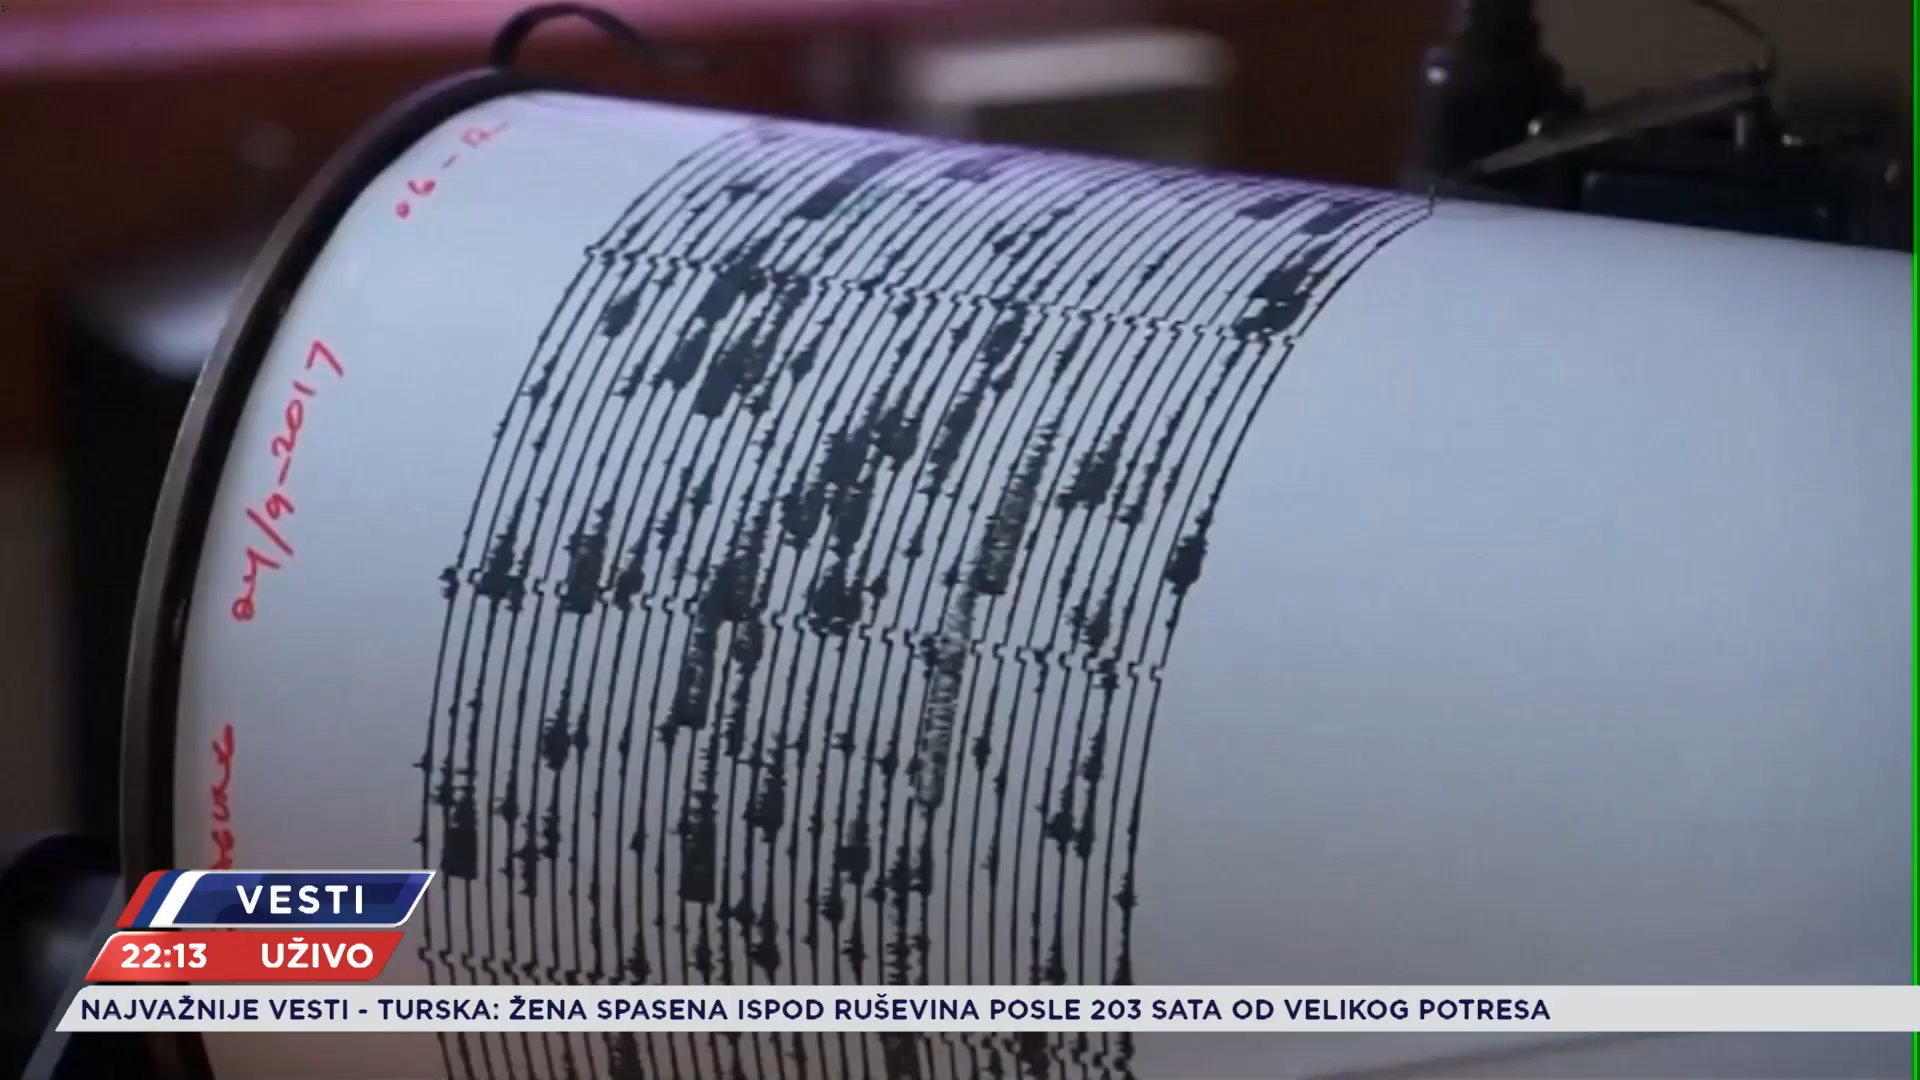 24/9-2017
VESTI
22:13 UŽIVO
NAJVAŽNIJE VESTI - TURSKA: ŽENA SPASENA ISPOD RUŠEVINA POSLE 203 SATA OD VELIKOG POTRESA